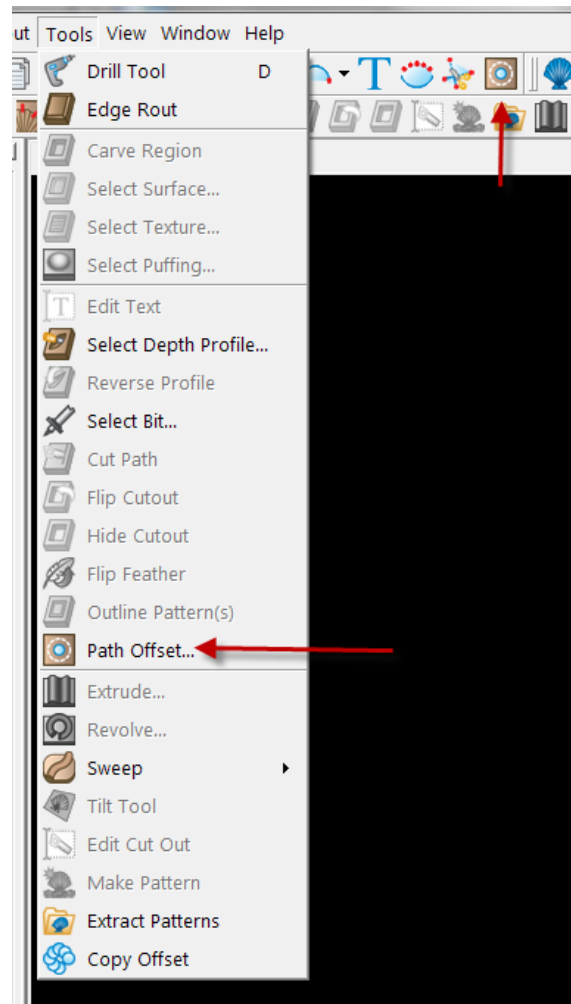 ut Tools View Window Help
Drill Tool D
Edge Rout
Carve Region
Select Surface...
Select Texture...
Select Puffing...
Edit Text
Select Depth Profile...
Reverse Profile
Select Bit...
Cut Path
Flip Cutout
Hide Cutout
Flip Feather
Outline Pattern(s)
Path Offset...
Extrude...
Revolve...
Sweep
Tilt Tool
Edit Cut Out
Make Pattern
Extract Patterns
Copy Offset